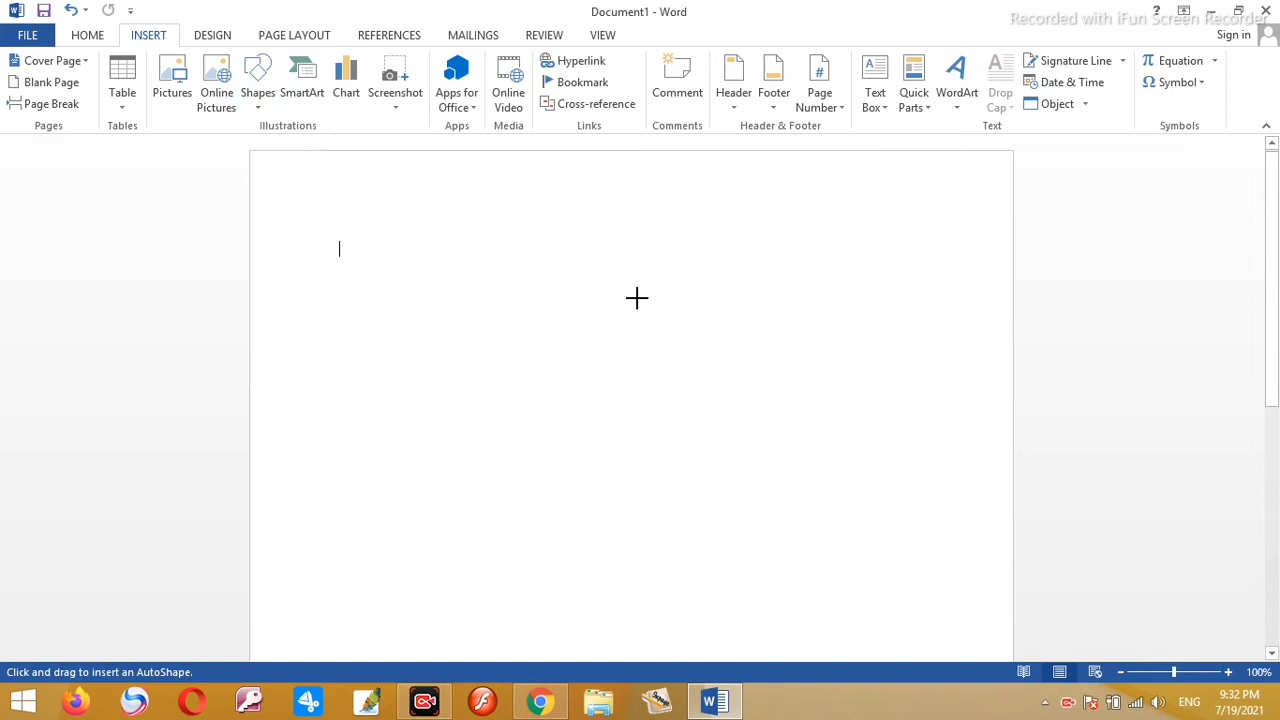 Document1 - Word
Recorded with iFun Screen Recorder
FILE HOME INSERT DESIGN PAGE LAYOUT REFERENCES MAILINGS REVIEW VIEW Sign in
Cover Page
Blank Page
Page Break
Pages
Table
Tables
Pictures
Online Pictures
Shapes
SmartArt
Chart
Screenshot
Illustrations
Apps for Office
Apps
Online Video
Media
Hyperlink
Bookmark
Cross-reference
Links
Comment
Comments
Header
Footer
Page Number
Header & Footer
Text Box
Quick Parts
WordArt
Drop Cap
Signature Line
Date & Time
Object
Text
Equation
Symbol
Symbols
Click and drag to insert an AutoShape.
100%
ENG
9:32 PM
7/19/2021